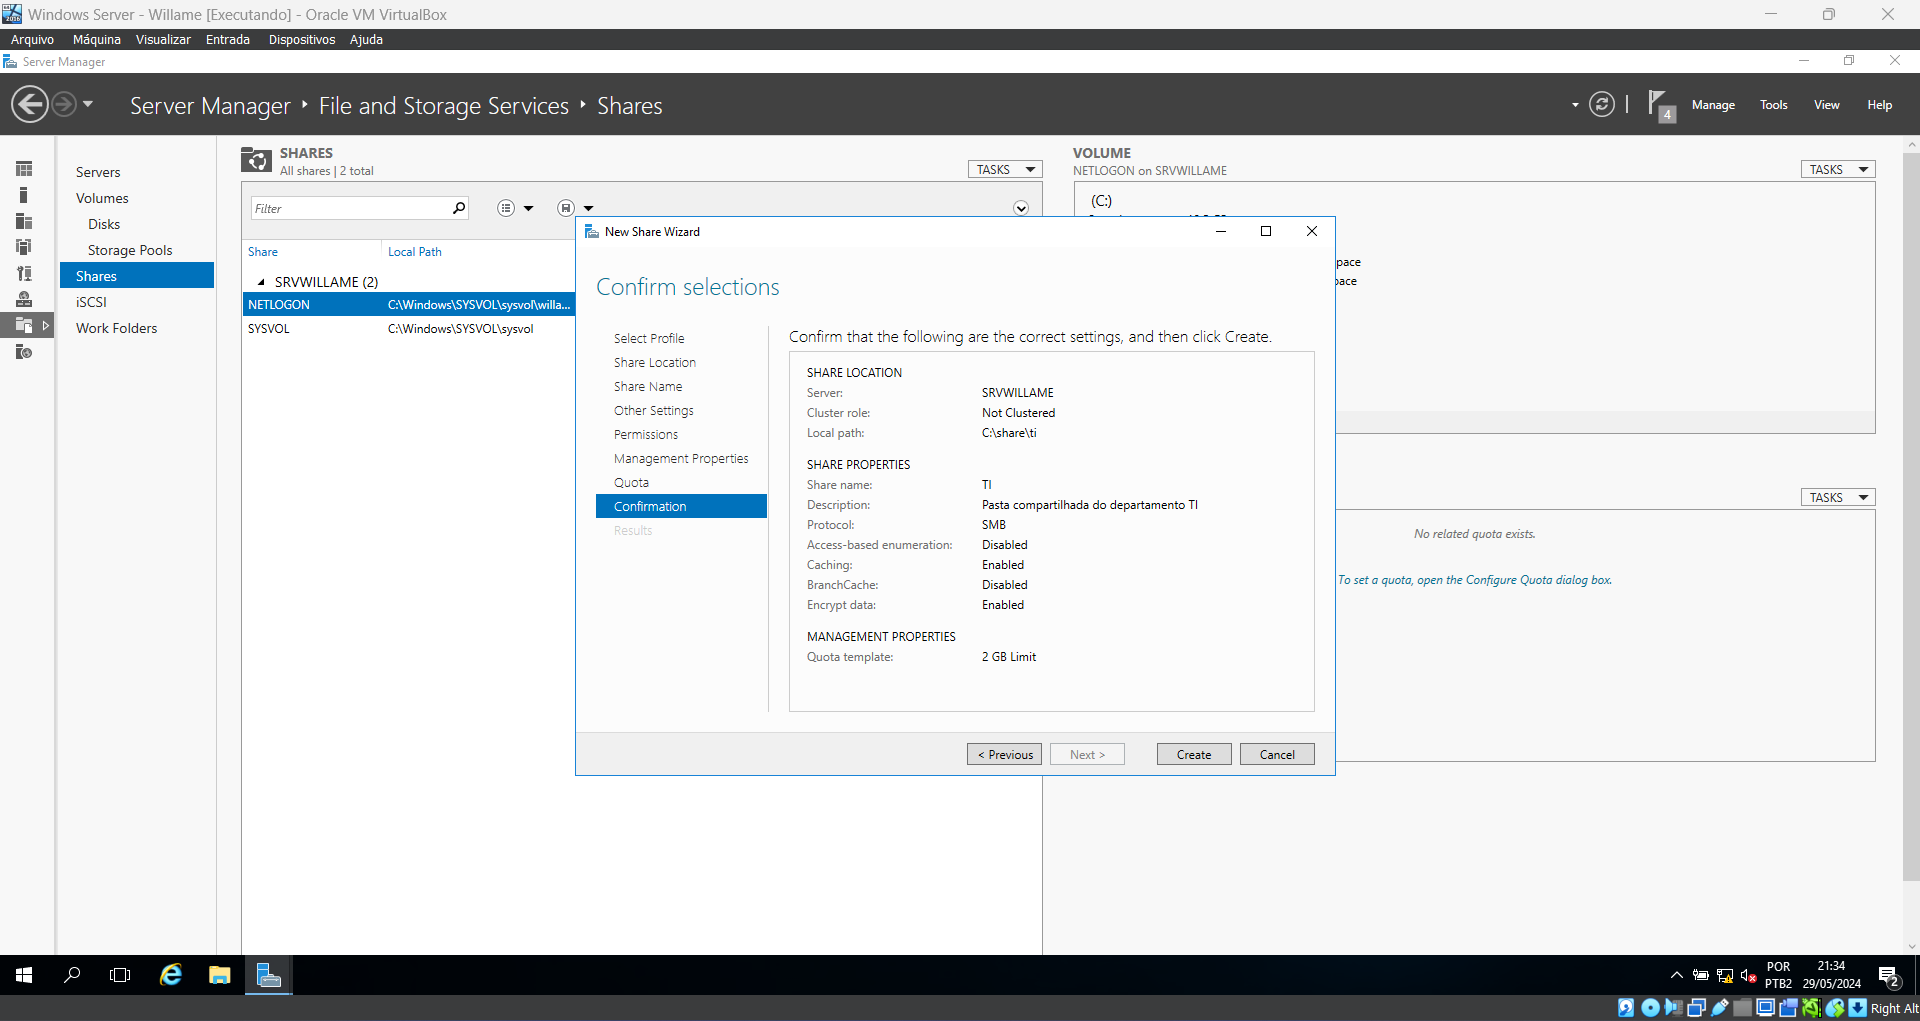 Windows Server - Willame [Executando] - Oracle VM VirtualBox
Arquivo Máquina Visualizar Entrada Dispositivos Ajuda
Server Manager
Server Manager ‣ File and Storage Services ‣ Shares
4
Manage Tools View Help
Servers
Volumes
Disks
Storage Pools
Shares
iSCSI
Work Folders
SHARES
All shares | 2 total
TASKS
Filter
Share Local Path
SRVWILLAME (2)
NETLOGON C:\Windows\SYSVOL\sysvol\willa...
SYSVOL C:\Windows\SYSVOL\sysvol
VOLUME
NETLOGON on SRVWILLAME
TASKS
(C:)
pace
pace
TASKS
No related quota exists.
To set a quota, open the Configure Quota dialog box.
New Share Wizard
Confirm selections
Select Profile
Share Location
Share Name
Other Settings
Permissions
Management Properties
Quota
Confirmation
Results
Confirm that the following are the correct settings, and then click Create.
SHARE LOCATION
Server: SRVWILLAME
Cluster role: Not Clustered
Local path: C:\share\ti
SHARE PROPERTIES
Share name: TI
Description: Pasta compartilhada do departamento TI
Protocol: SMB
Access-based enumeration: Disabled
Caching: Enabled
BranchCache: Disabled
Encrypt data: Enabled
MANAGEMENT PROPERTIES
Quota template: 2 GB Limit
< Previous Next > Create Cancel
POR 21:34
PTB2 29/05/2024
2
Right Alt